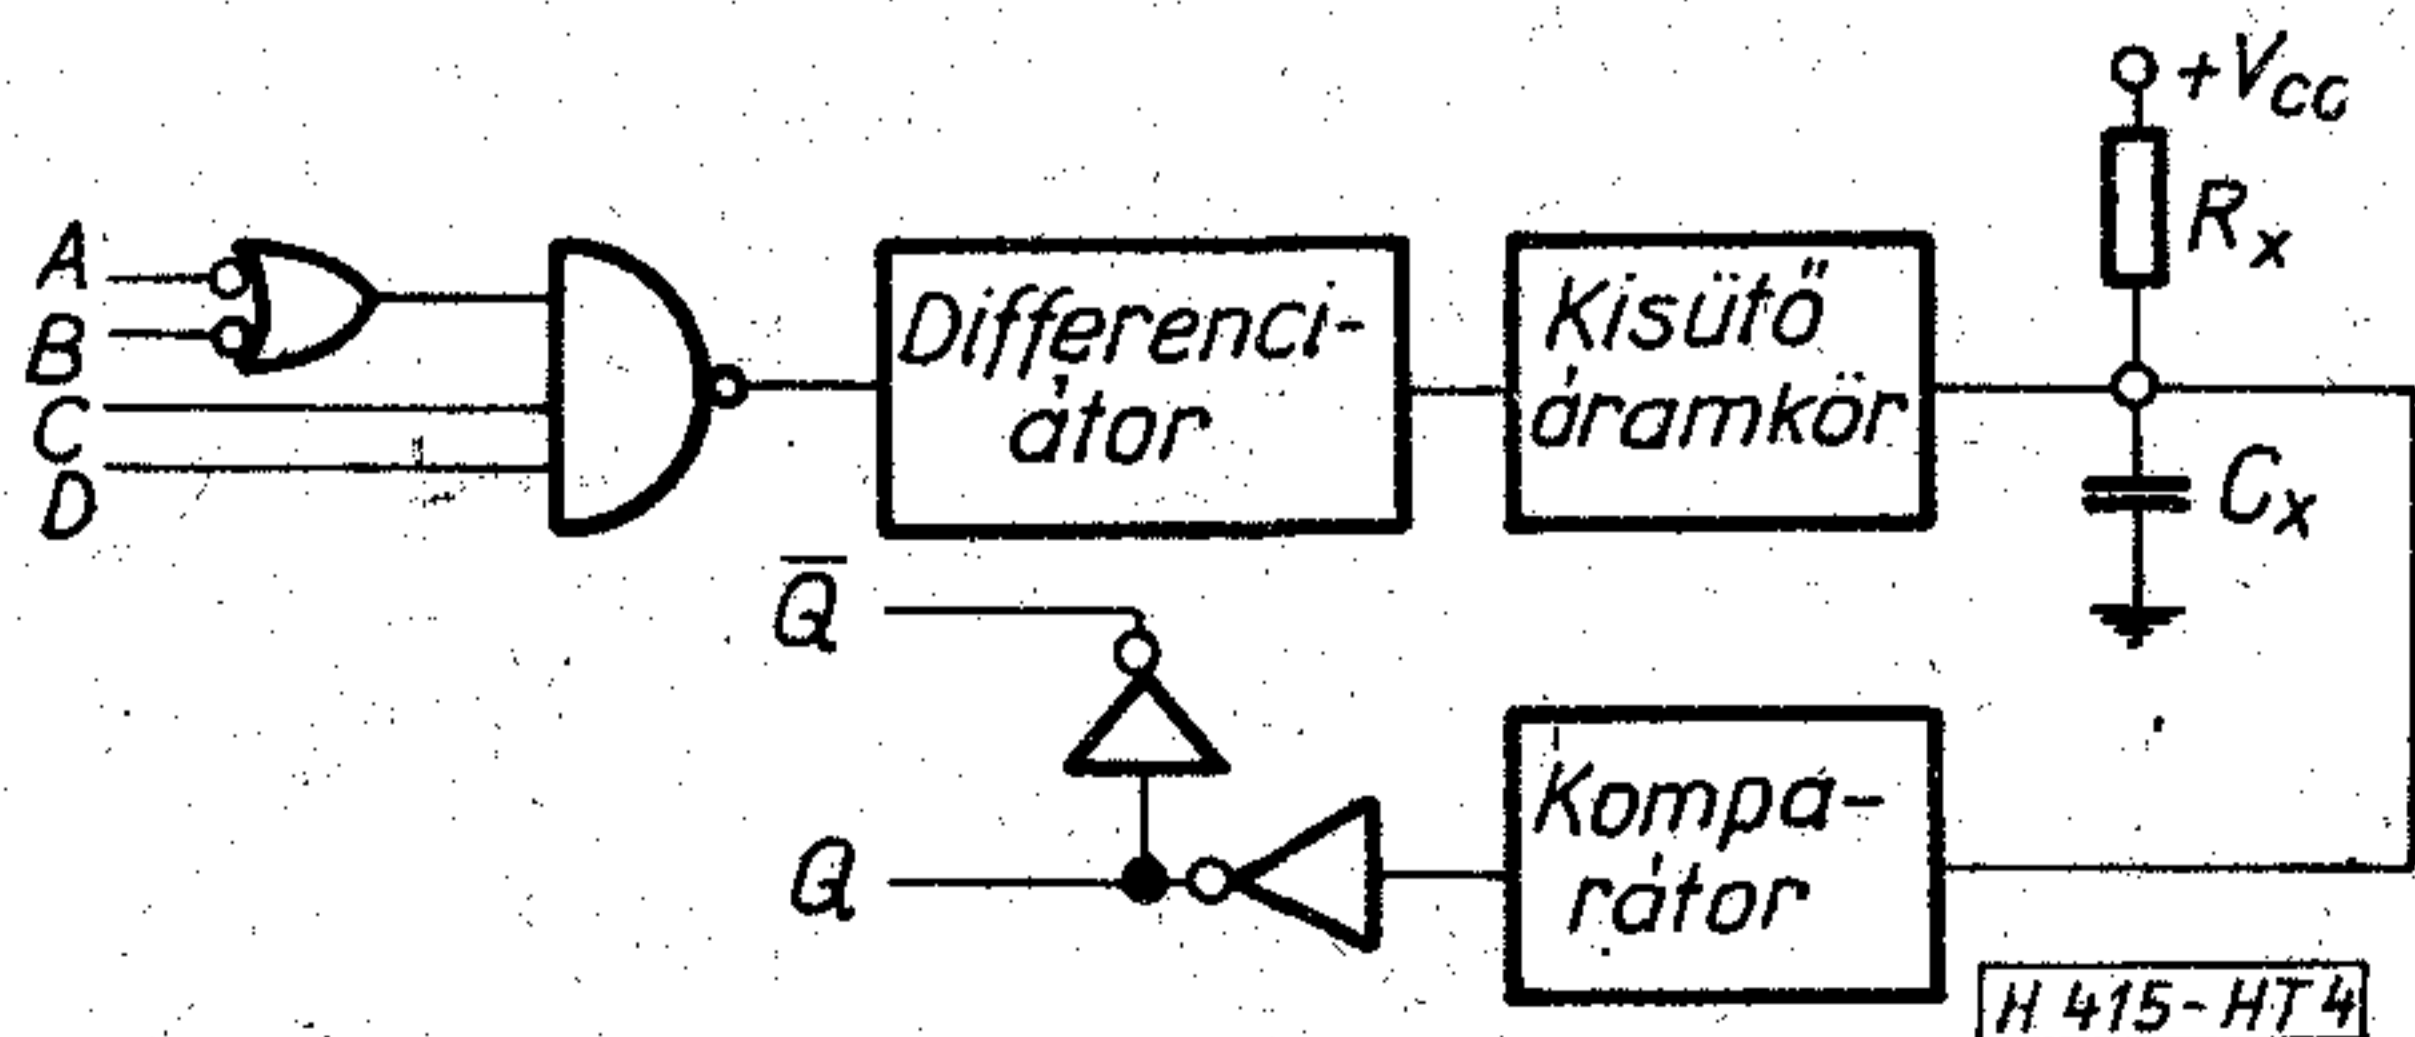 +Vcc
Rx
A
B
C
D
Differenci-
átor
Kisütő
áramkör
Cx
Q̅
Q
Kompa-
rátor
H 415-HT4